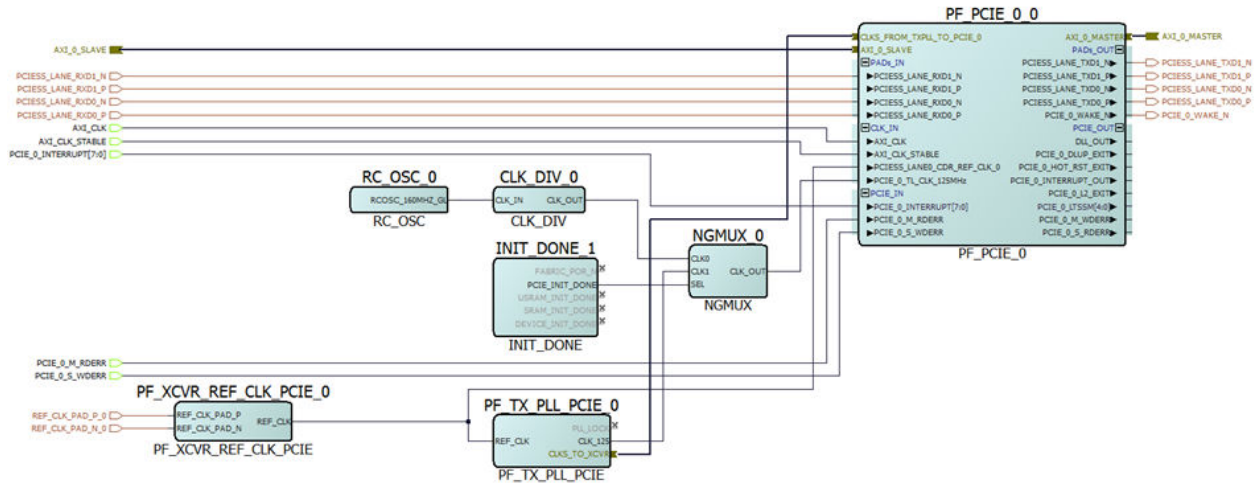 PF_PCIE_0_0
CLKS_FROM_TXPLL_TO_PCIE_0
AXI_0_MASTER
AXI_0_MASTER
AXI_0_SLAVE
AXI_0_SLAVE
PADs_OUT
PADs_IN
PCIESS_LANE_TXD1_N
PCIESS_LANE_TXD1_N
PCIESS_LANE_RXD1_N
PCIESS_LANE_RXD1_N
PCIESS_LANE_TXD1_P
PCIESS_LANE_TXD1_P
PCIESS_LANE_RXD1_P
PCIESS_LANE_RXD1_P
PCIESS_LANE_TXD0_N
PCIESS_LANE_TXD0_N
PCIESS_LANE_RXD0_N
PCIESS_LANE_RXD0_N
PCIESS_LANE_TXD0_P
PCIESS_LANE_TXD0_P
PCIESS_LANE_RXD0_P
PCIESS_LANE_RXD0_P
PCIE_0_WAKE_N
PCIE_0_WAKE_N
AXI_CLK
CLK_IN
PCIE_OUT
AXI_CLK_STABLE
AXI_CLK
DLL_OUT
PCIE_0_INTERRUPT[7:0]
AXI_CLK_STABLE
PCIE_0_DLUP_EXIT
PCIESS_LANE0_CDR_REF_CLK_0
PCIE_0_HOT_RST_EXIT
PCIE_0_TL_CLK_125MHz
PCIE_0_INTERRUPT_OUT
PCIE_IN
PCIE_0_L2_EXIT
PCIE_0_INTERRUPT[7:0]
PCIE_0_LTSSM[4:0]
PCIE_0_M_RDERR
PCIE_0_M_WDERR
PCIE_0_S_WDERR
PCIE_0_S_RDERR
PF_PCIE_0
RC_OSC_0
RCOSC_160MHZ_GL
RC_OSC
CLK_DIV_0
CLK_IN
CLK_OUT
CLK_DIV
INIT_DONE_1
FABRIC_POR_N
PCIE_INIT_DONE
USRAM_INIT_DONE
SRAM_INIT_DONE
DEVICE_INIT_DONE
INIT_DONE
NGMUX_0
CLK0
CLK1
CLK_OUT
SEL
NGMUX
PCIE_0_M_RDERR
PCIE_0_S_WDERR
PF_XCVR_REF_CLK_PCIE_0
REF_CLK_PAD_P_0
REF_CLK_PAD_P
REF_CLK
REF_CLK_PAD_N_0
REF_CLK_PAD_N
PF_XCVR_REF_CLK_PCIE
PF_TX_PLL_PCIE_0
PLL_LOCK
REF_CLK
CLK_125
CLKS_TO_XCVR
PF_TX_PLL_PCIE